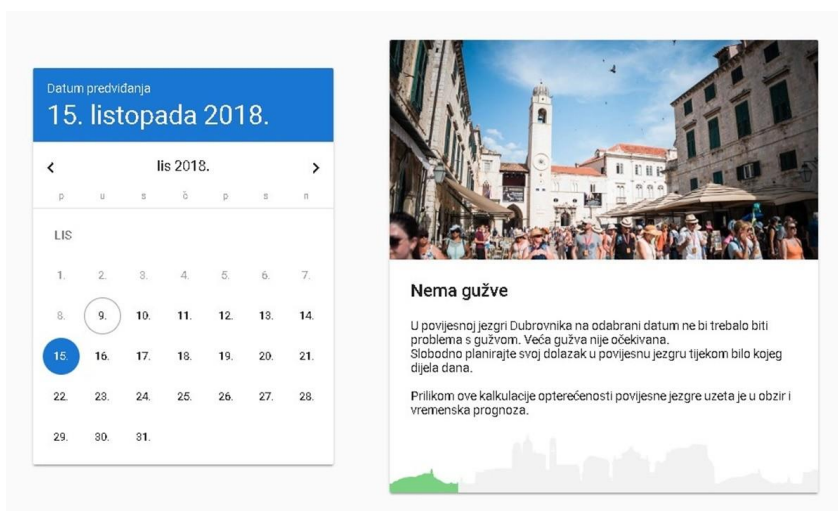 Datum predviđanja
15. listopada 2018.
lis 2018.
p u s č p s n
LIS
1. 2. 3. 4. 5. 6. 7.
8. 9. 10. 11. 12. 13. 14.
15. 16. 17. 18. 19. 20. 21.
22. 23. 24. 25. 26. 27. 28.
29. 30. 31.
Nema gužve
U povijesnoj jezgri Dubrovnika na odabrani datum ne bi trebalo biti
problema s gužvom. Veća gužva nije očekivana.
Slobodno planirajte svoj dolazak u povijesnu jezgru tijekom bilo kojeg
dijela dana.
Prilikom ove kalkulacije opterećenosti povijesne jezgre uzeta je u obzir i
vremenska prognoza.